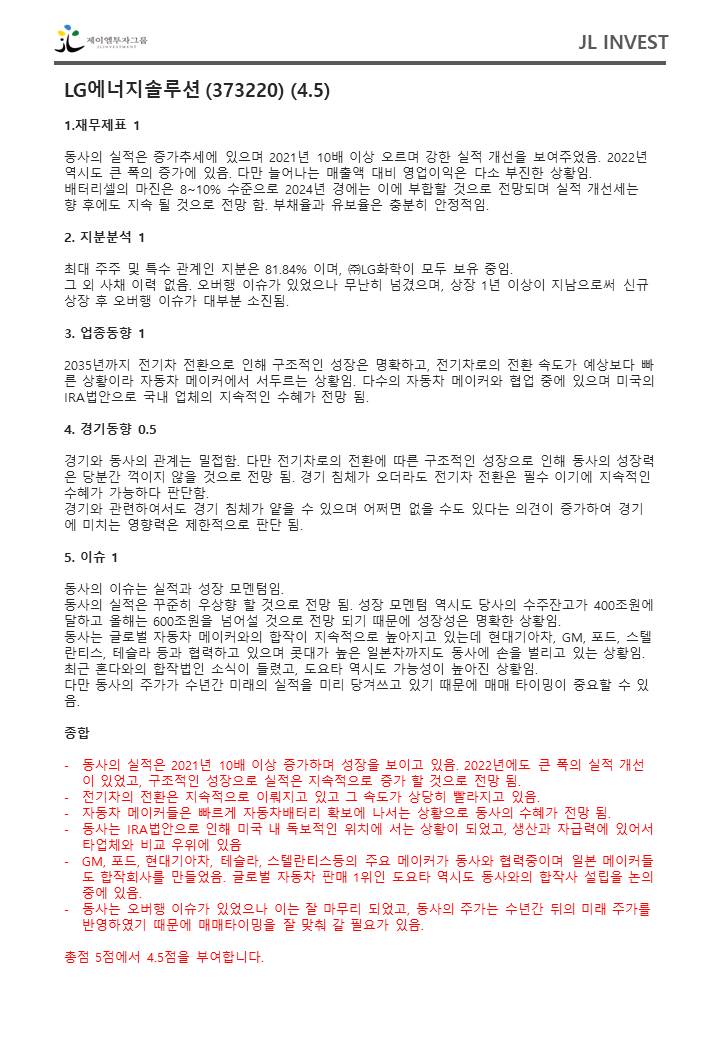 제이엘투자그룹
JL INVESTMENT
JL INVEST
LG에너지솔루션 (373220) (4.5)
1.재무제표 1
동사의 실적은 증가추세에 있으며 2021년 10배 이상 오르며 강한 실적 개선을 보여주었음. 2022년
역시도 큰 폭의 증가에 있음. 다만 늘어나는 매출액 대비 영업이익은 다소 부진한 상황임.
배터리셀의 마진은 8~10% 수준으로 2024년 경에는 이에 부합할 것으로 전망되며 실적 개선세는
향 후에도 지속 될 것으로 전망 함. 부채율과 유보율은 충분히 안정적임.
2. 지분분석 1
최대 주주 및 특수 관계인 지분은 81.84% 이며, ㈜LG화학이 모두 보유 중임.
그 외 사채 이력 없음. 오버행 이슈가 있었으나 무난히 넘겼으며, 상장 1년 이상이 지남으로써 신규
상장 후 오버행 이슈가 대부분 소진됨.
3. 업종동향 1
2035년까지 전기차 전환으로 인해 구조적인 성장은 명확하고, 전기차로의 전환 속도가 예상보다 빠
른 상황이라 자동차 메이커에서 서두르는 상황임. 다수의 자동차 메이커와 협업 중에 있으며 미국의
IRA법안으로 국내 업체의 지속적인 수혜가 전망 됨.
4. 경기동향 0.5
경기와 동사의 관계는 밀접함. 다만 전기차로의 전환에 따른 구조적인 성장으로 인해 동사의 성장력
은 당분간 꺽이지 않을 것으로 전망 됨. 경기 침체가 오더라도 전기차 전환은 필수 이기에 지속적인
수혜가 가능하다 판단함.
경기와 관련하여서도 경기 침체가 얕을 수 있으며 어쩌면 없을 수도 있다는 의견이 증가하여 경기
에 미치는 영향력은 제한적으로 판단 됨.
5. 이슈 1
동사의 이슈는 실적과 성장 모멘텀임.
동사의 실적은 꾸준히 우상향 할 것으로 전망 됨. 성장 모멘텀 역시도 당사의 수주잔고가 400조원에
달하고 올해는 600조원을 넘어설 것으로 전망 되기 때문에 성장성은 명확한 상황임.
동사는 글로벌 자동차 메이커와의 합작이 지속적으로 높아지고 있는데 현대기아차, GM, 포드, 스텔
란티스, 테슬라 등과 협력하고 있으며 콧대가 높은 일본차까지도 동사에 손을 벌리고 있는 상황임.
최근 혼다와의 합작법인 소식이 들렸고, 도요타 역시도 가능성이 높아진 상황임.
다만 동사의 주가가 수년간 미래의 실적을 미리 당겨쓰고 있기 때문에 매매 타이밍이 중요할 수 있
음.
종합
- 동사의 실적은 2021년 10배 이상 증가하며 성장을 보이고 있음. 2022년에도 큰 폭의 실적 개선
이 있었고, 구조적인 성장으로 실적은 지속적으로 증가 할 것으로 전망 됨.
- 전기차의 전환은 지속적으로 이뤄지고 있고 그 속도가 상당히 빨라지고 있음.
- 자동차 메이커들은 빠르게 자동차배터리 확보에 나서는 상황으로 동사의 수혜가 전망 됨.
- 동사는 IRA법안으로 인해 미국 내 독보적인 위치에 서는 상황이 되었고, 생산과 자급력에 있어서
타업체와 비교 우위에 있음
- GM, 포드, 현대기아차, 테슬라, 스텔란티스등의 주요 메이커가 동사와 협력중이며 일본 메이커들
도 합작회사를 만들었음. 글로벌 자동차 판매 1위인 도요타 역시도 동사와의 합작사 설립을 논의
중에 있음.
- 동사는 오버행 이슈가 있었으나 이는 잘 마무리 되었고, 동사의 주가는 수년간 뒤의 미래 주가를
반영하였기 때문에 매매타이밍을 잘 맞춰 갈 필요가 있음.
총점 5점에서 4.5점을 부여합니다.